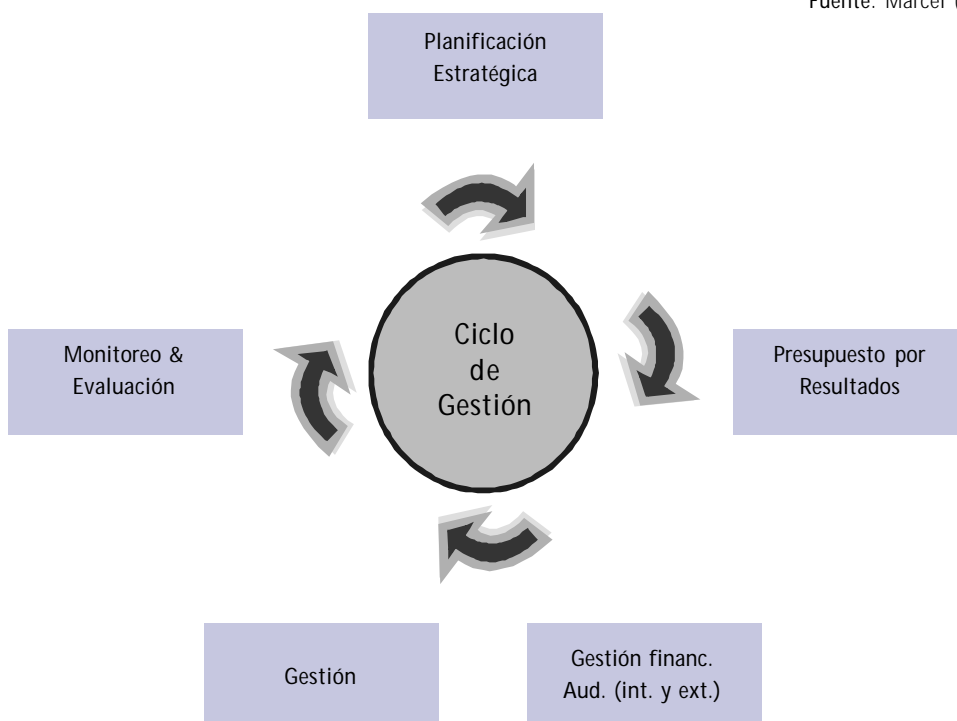 Fuente: Marcel
Planificación
Estratégica
Ciclo
de
Gestión
Monitoreo &
Evaluación
Presupuesto por
Resultados
Gestión
Gestión financ.
Aud. (int. y ext.)